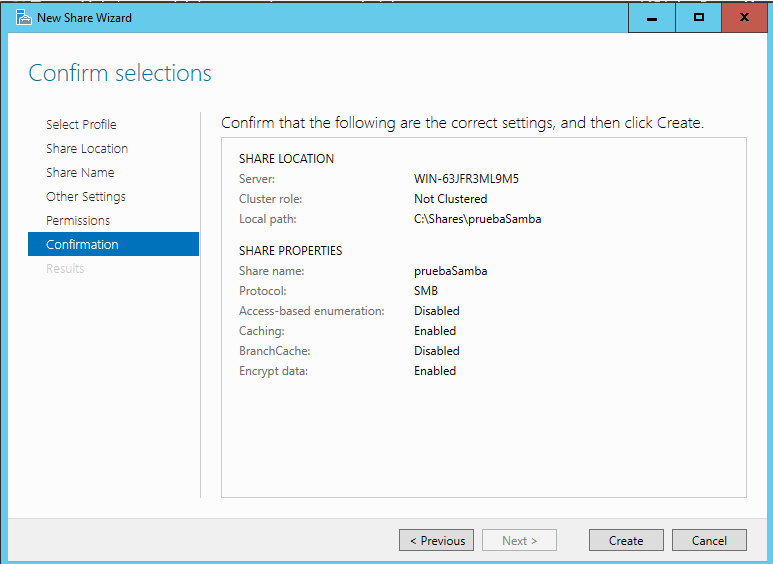 New Share Wizard
Confirm selections
Select Profile
Share Location
Share Name
Other Settings
Permissions
Confirmation
Results
Confirm that the following are the correct settings, and then click Create.
SHARE LOCATION
Server: WIN-63JFR3ML9M5
Cluster role: Not Clustered
Local path: C:\Shares\pruebaSamba
SHARE PROPERTIES
Share name: pruebaSamba
Protocol: SMB
Access-based enumeration: Disabled
Caching: Enabled
BranchCache: Disabled
Encrypt data: Enabled
< Previous Next > Create Cancel